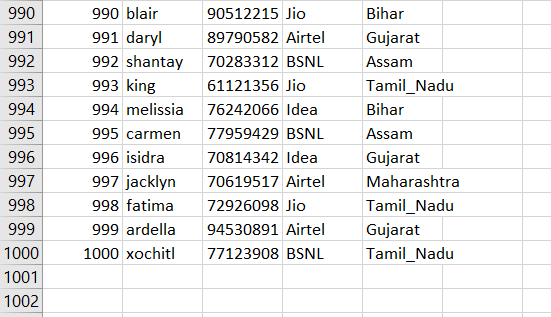 990 990 blair 90512215 Jio Bihar
991 991 daryl 89790582 Airtel Gujarat
992 992 shantay 70283312 BSNL Assam
993 993 king 61121356 Jio Tamil_Nadu
994 994 melissia 76242066 Idea Bihar
995 995 carmen 77959429 BSNL Assam
996 996 isidra 70814342 Idea Gujarat
997 997 jacklyn 70619517 Airtel Maharashtra
998 998 fatima 72926098 Jio Tamil_Nadu
999 999 ardella 94530891 Airtel Gujarat
1000 1000 xochitl 77123908 BSNL Tamil_Nadu
1001
1002